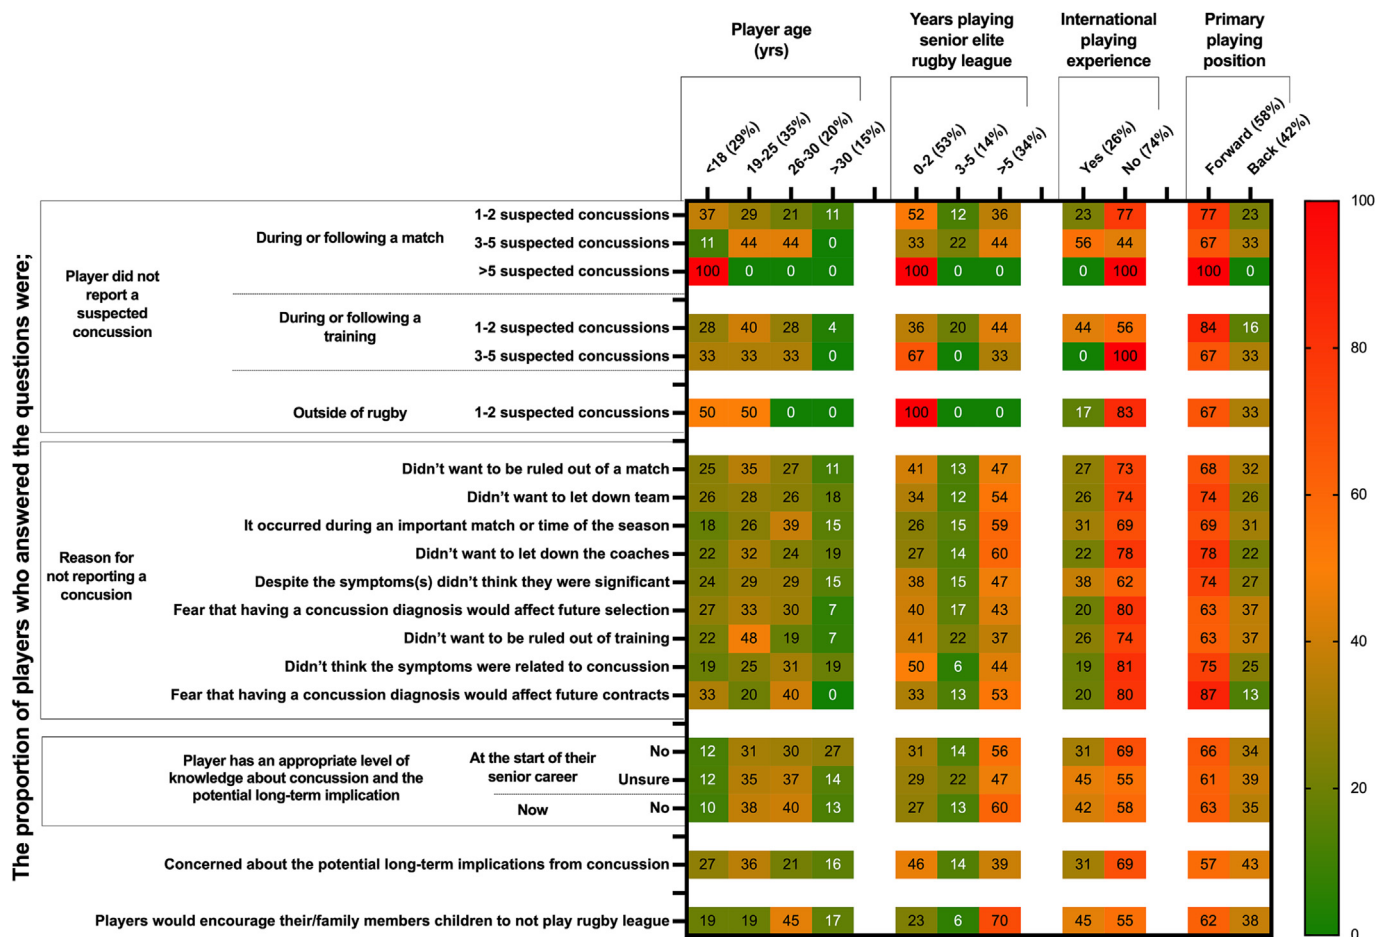 Player age
(yrs)
Years playing
senior elite
rugby league
International
playing
experience
Primary
playing
position
<18 (29%)
19-25 (35%)
26-30 (20%)
>30 (15%)
0-2 (53%)
3-5 (14%)
>5 (34%)
Yes (26%)
No (74%)
Forward (58%)
Back (42%)
The proportion of players who answered the questions were;
Player did not
report a
suspected
concussion
During or following a match
1-2 suspected concussions 37 29 21 11 52 12 36 23 77 77 23
3-5 suspected concussions 11 44 44 0 33 22 44 56 44 67 33
>5 suspected concussions 100 0 0 0 100 0 0 0 100 100 0
During or following a
training
1-2 suspected concussions 28 40 28 4 36 20 44 44 56 84 16
3-5 suspected concussions 33 33 33 0 67 0 33 0 100 67 33
Outside of rugby 1-2 suspected concussions 50 50 0 0 100 0 0 17 83 67 33
Reason for
not reporting a
concusion
Didn't want to be ruled out of a match 25 35 27 11 41 13 47 27 73 68 32
Didn't want to let down team 26 28 26 18 34 12 54 26 74 74 26
It occurred during an important match or time of the season 18 26 39 15 26 15 59 31 69 69 31
Didn't want to let down the coaches 22 32 24 19 27 14 60 22 78 78 22
Despite the symptoms(s) didn't think they were significant 24 29 29 15 38 15 47 38 62 74 27
Fear that having a concussion diagnosis would affect future selection 27 33 30 7 40 17 43 20 80 63 37
Didn't want to be ruled out of training 22 48 19 7 41 22 37 26 74 63 37
Didn't think the symptoms were related to concussion 19 25 31 19 50 6 44 19 81 75 25
Fear that having a concussion diagnosis would affect future contracts 33 20 40 0 33 13 53 20 80 87 13
Player has an appropriate level of
knowledge about concussion and the
potential long-term implication
At the start of their
senior career
No 12 31 30 27 31 14 56 31 69 66 34
Unsure 12 35 37 14 29 22 47 45 55 61 39
Now No 10 38 40 13 27 13 60 42 58 63 35
Concerned about the potential long-term implications from concussion 27 36 21 16 46 14 39 31 69 57 43
Players would encourage their/family members children to not play rugby league 19 19 45 17 23 6 70 45 55 62 38
100
80
60
40
20
0